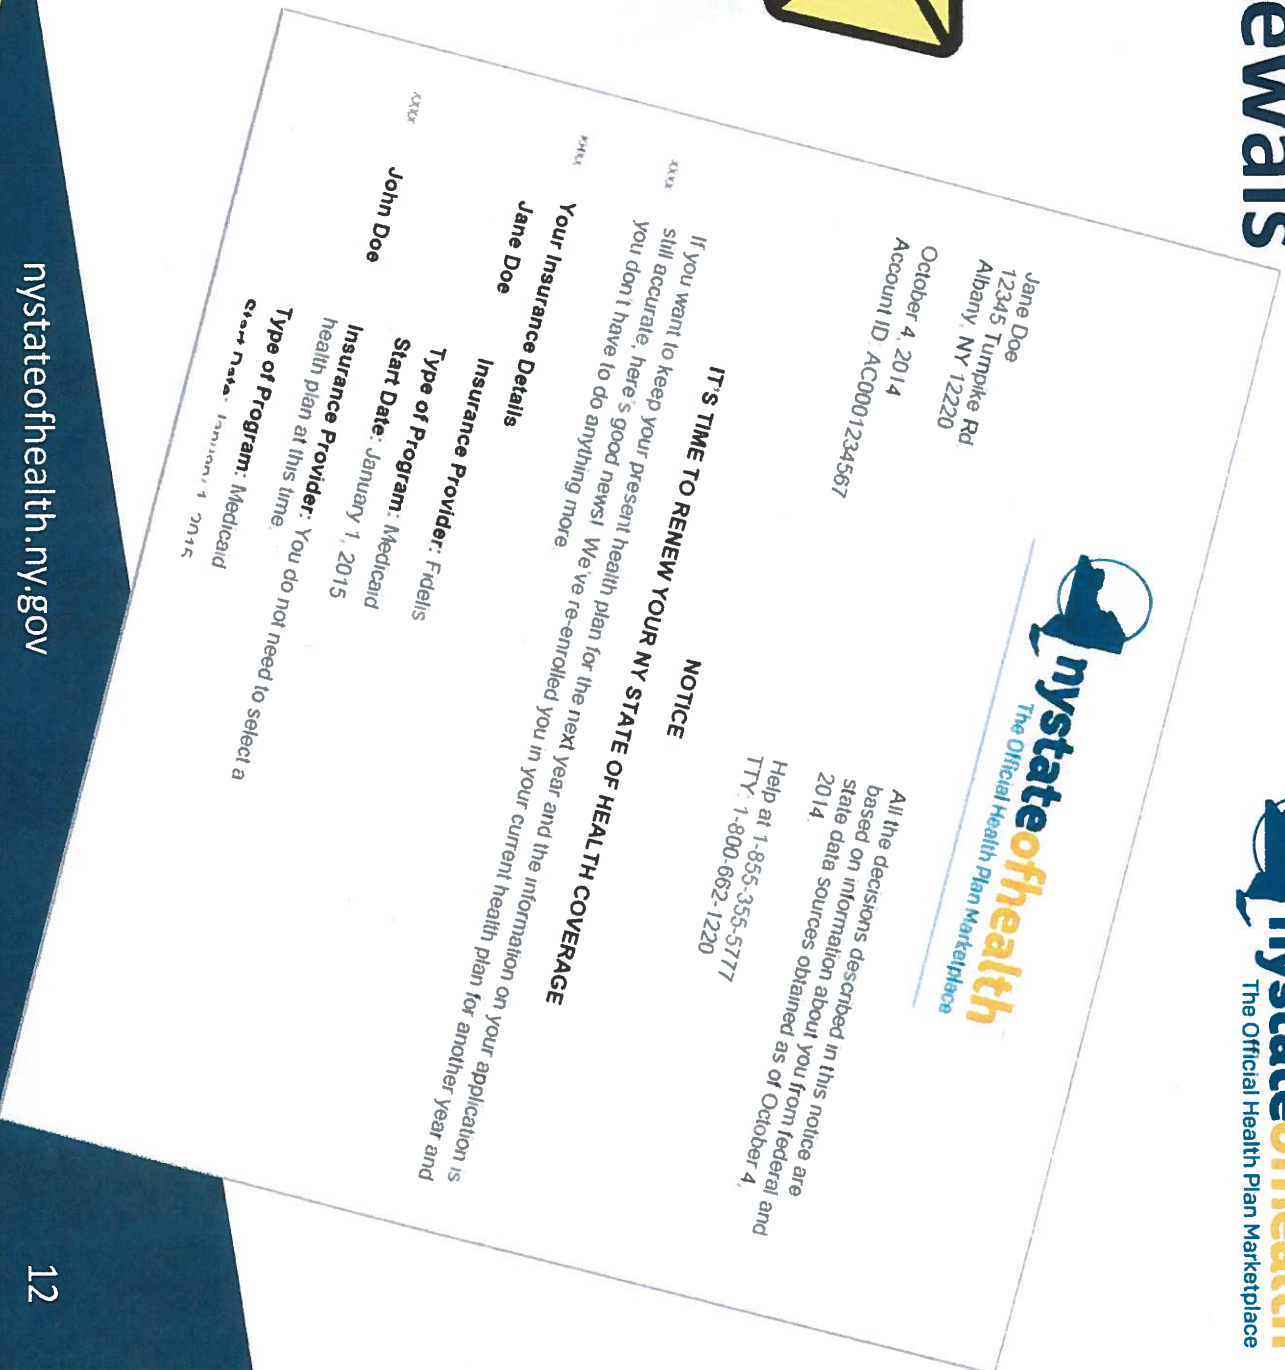 ewals
nystateofhealth
The Official Health Plan Marketplace
nystateofhealth
The Official Health Plan Marketplace
Jane Doe
12345 Turnpike Rd.
Albany, NY 12220
October 4, 2014
Account ID: AC0001234567
All the decisions described in this notice are
based on information about you from federal and
state data sources obtained as of October 4,
2014.
Help at 1-855-355-5777
TTY: 1-800-662-1220
NOTICE
IT'S TIME TO RENEW YOUR NY STATE OF HEALTH COVERAGE
xxxx
If you want to keep your present health plan for the next year and the information on your application is
still accurate, here's good news! We've re-enrolled you in your current health plan for another year and
you don't have to do anything more.
xxxx
Your Insurance Details
Jane Doe
Insurance Provider: Fidelis
Type of Program: Medicaid
Start Date: January 1, 2015
xxxx
John Doe
Insurance Provider: You do not need to select a
health plan at this time.
Type of Program: Medicaid
Start Date: January 1, 2015
nystateofhealth.ny.gov
12